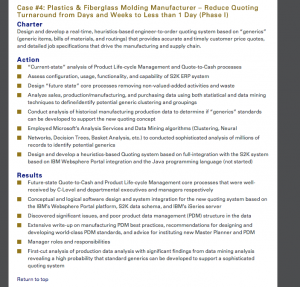 Case #4: Plastics & Fiberglass Molding Manufacturer – Reduce Quoting
Turnaround from Days and Weeks to Less than 1 Day (Phase I)
Charter
Design and develop a real-time, heuristics-based engineer-to-order quoting system based on "generics"
(generic items, bills of materials, and routings) that provides accurate and timely customer price quotes,
and detailed job specifications that drive the manufacturing and supply chain.
Action
"Current-state" analysis of Product Life-cycle Management and Quote-to-Cash processes
Assess configuration, usage, functionality, and capability of S2K ERP system
Design "future state" core processes removing non-value-added activities and waste
Analyze sales, production/manufacturing, and purchasing data using both statistical and data mining
techniques to define/identify potential generic clustering and groupings
Conduct analysis of historical manufacturing production data to determine if "generics" standards
can be developed to support the new quoting concept
Employed Microsoft's Analysis Services and Data Mining algorithms (Clustering, Neural
Networks, Decision Trees, Basket Analysis, etc.) to conducted sophisticated analysis of millions of
records to identify potential generics
Design and develop a heuristic-based Quoting system based on full-integration with the S2K system
based on IBM Websphere Portal integration and the Java programming language (not started)
Results
Future-state Quote-to-Cash and Product Life-cycle Management core processes that were well-
received by C-Level and departmental executives and managers respectively
Conceptual and logical software design and system integration for the new quoting system based on
the IBM's Websphere Portal platform, S2K data schema, and IBM's iSeries server
Discovered significant issues, and poor product data management (PDM) structure in the data
Extensive write-up on manufacturing PDM best practices, recommendations for designing and
developing world-class PDM standards, and advice for instituting new Master Planner and PDM
Manager roles and responsibilities
First-cut analysis of production data analysis with significant findings from data mining analysis
revealing a high probability that standard generics can be developed to support a sophisticated
quoting system
Return to top